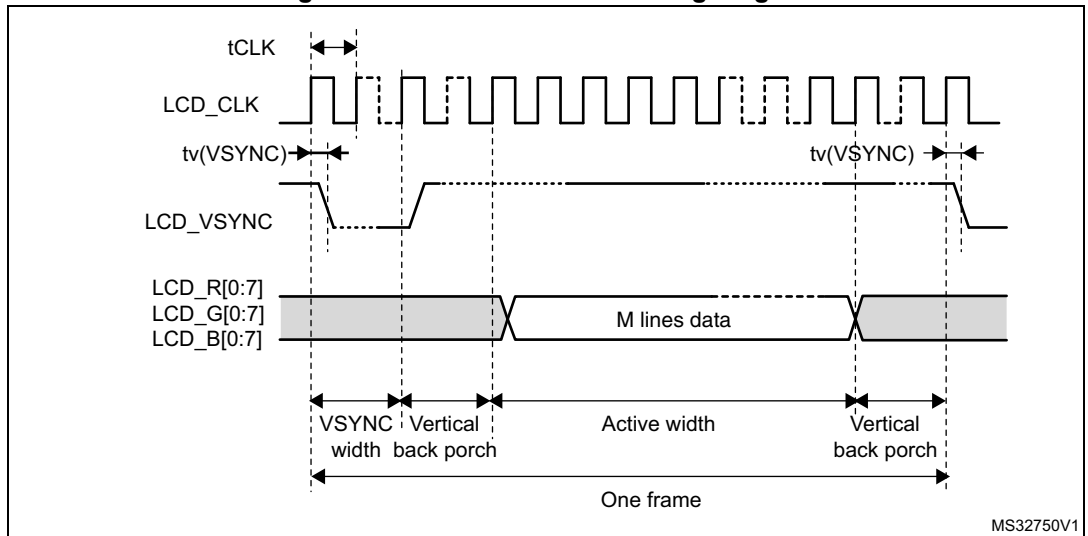 tCLK
LCD_CLK
tv(VSYNC)
tv(VSYNC)
LCD_VSYNC
LCD_R[0:7]
LCD_G[0:7]
LCD_B[0:7]
M lines data
VSYNC width
Vertical back porch
Active width
Vertical back porch
One frame
MS32750V1